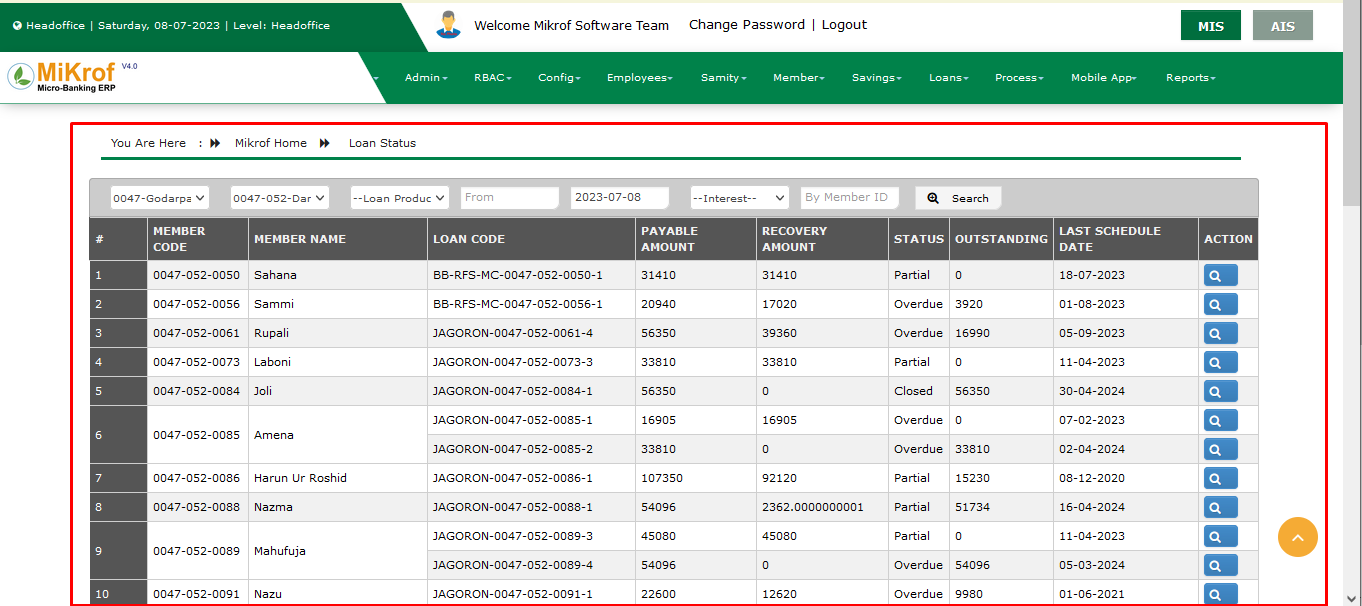 Headoffice | Saturday, 08-07-2023 | Level: Headoffice
Welcome Mikrof Software Team Change Password | Logout
MIS AIS
MiKrof V4.0
Micro-Banking ERP
Admin RBAC Config Employees Samity Member Savings Loans Process Mobile App Reports
You Are Here : Mikrof Home Loan Status
0047-Godarpa 0047-052-Dar --Loan Produc From 2023-07-08 --Interest-- By Member ID Search
# MEMBER CODE MEMBER NAME LOAN CODE PAYABLE AMOUNT RECOVERY AMOUNT STATUS OUTSTANDING LAST SCHEDULE DATE ACTION
1 0047-052-0050 Sahana BB-RFS-MC-0047-052-0050-1 31410 31410 Partial 0 18-07-2023
2 0047-052-0056 Sammi BB-RFS-MC-0047-052-0056-1 20940 17020 Overdue 3920 01-08-2023
3 0047-052-0061 Rupali JAGORON-0047-052-0061-4 56350 39360 Overdue 16990 05-09-2023
4 0047-052-0073 Laboni JAGORON-0047-052-0073-3 33810 33810 Partial 0 11-04-2023
5 0047-052-0084 Joli JAGORON-0047-052-0084-1 56350 0 Closed 56350 30-04-2024
6 0047-052-0085 Amena JAGORON-0047-052-0085-1 16905 16905 Overdue 0 07-02-2023
JAGORON-0047-052-0085-2 33810 0 Overdue 33810 02-04-2024
7 0047-052-0086 Harun Ur Roshid JAGORON-0047-052-0086-1 107350 92120 Partial 15230 08-12-2020
8 0047-052-0088 Nazma JAGORON-0047-052-0088-1 54096 2362.0000000001 Partial 51734 16-04-2024
9 0047-052-0089 Mahufuja JAGORON-0047-052-0089-3 45080 45080 Partial 0 11-04-2023
JAGORON-0047-052-0089-4 54096 0 Overdue 54096 05-03-2024
10 0047-052-0091 Nazu JAGORON-0047-052-0091-1 22600 12620 Overdue 9980 01-06-2021